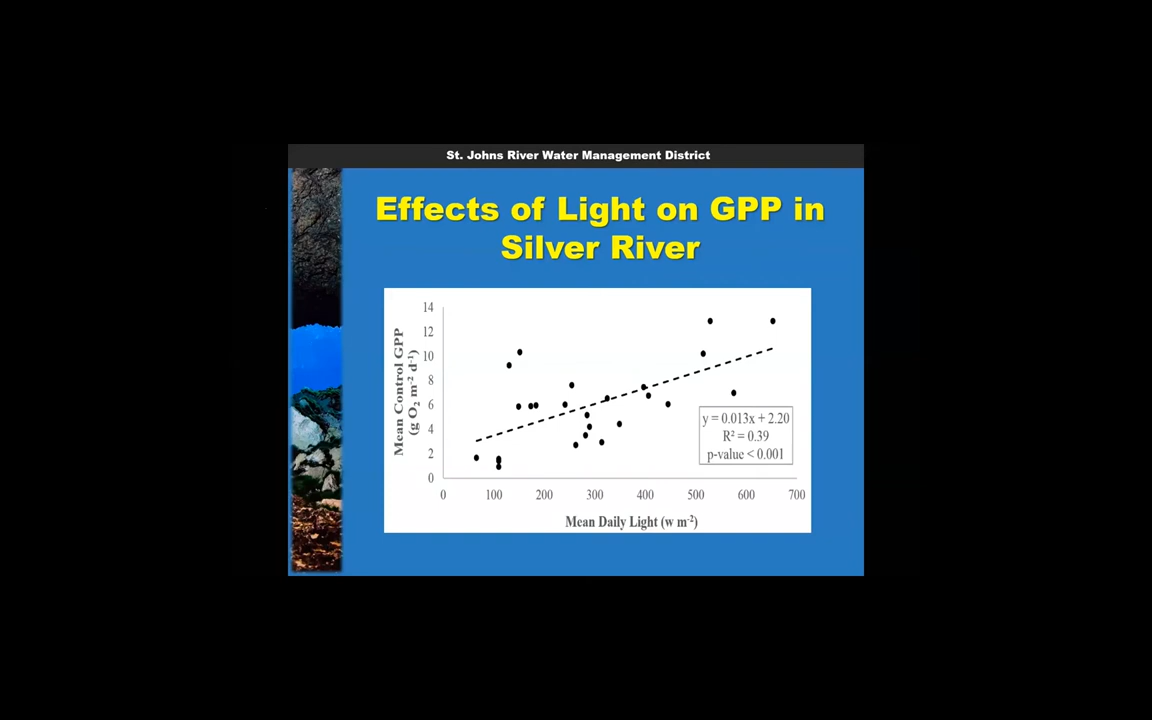 St. Johns River Water Management District
Effects of Light on GPP in
Silver River
Mean Control GPP
(g O₂ m⁻² d⁻¹)
14
12
10
8
6
4
2
0
y = 0.013x + 2.20
R² = 0.39
p-value < 0.001
0 100 200 300 400 500 600 700
Mean Daily Light (w m⁻²)